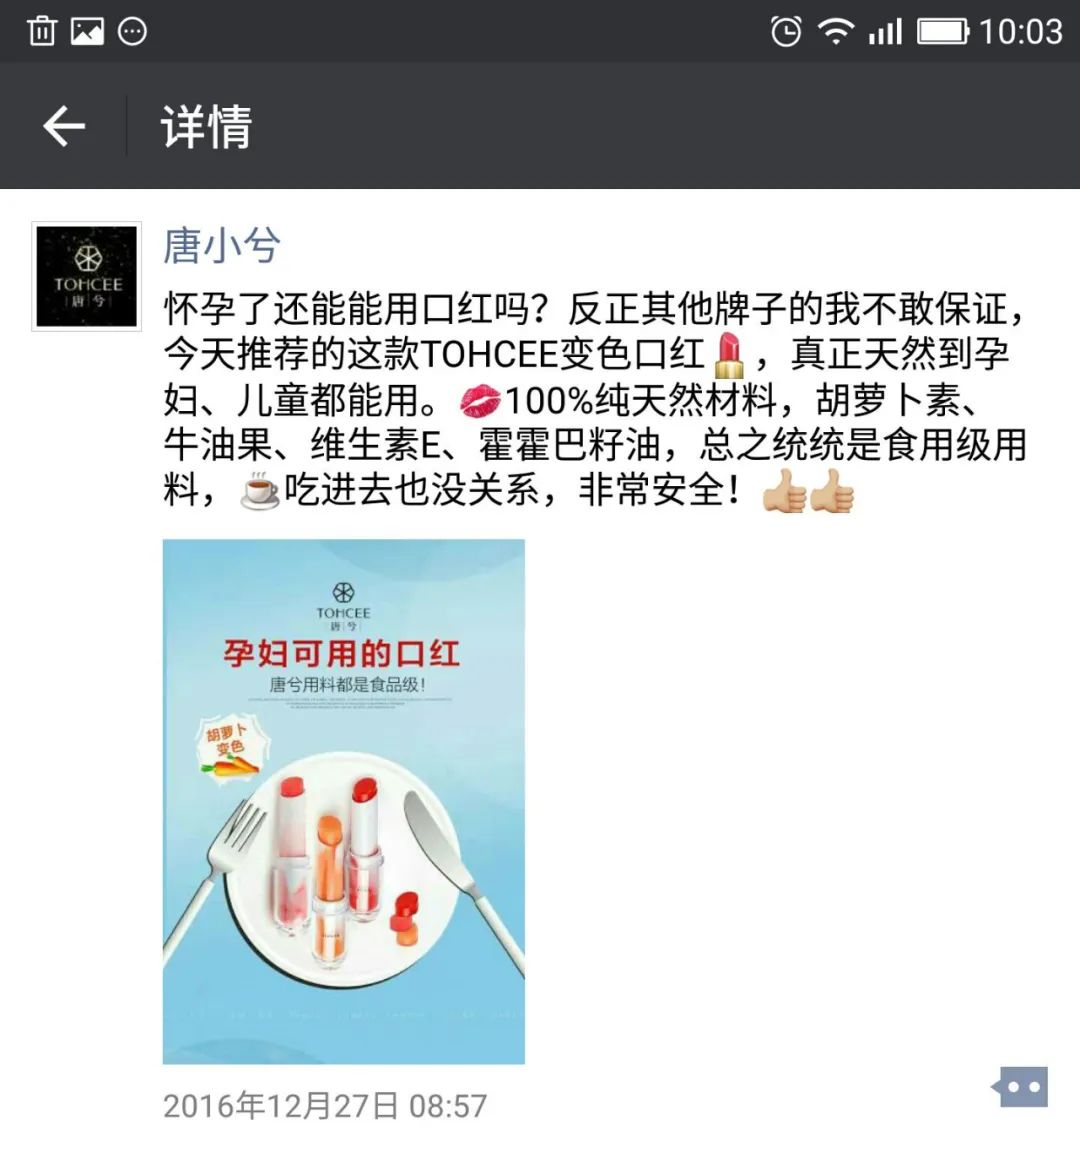 10:03
详情
TOHCEE
唐兮
唐小兮
怀孕了还能能用口红吗？反正其他牌子的我不敢保证，
今天推荐的这款TOHCEE变色口红💄，真正天然到孕
妇、儿童都能用。💋100%纯天然材料，胡萝卜素、
牛油果、维生素E、霍霍巴籽油，总之统统是食用级用
料，☕吃进去也没关系，非常安全！👍👍
TOHCEE
唐兮
孕妇可用的口红
唐兮用料都是食品级！
胡萝卜
变色
2016年12月27日 08:57